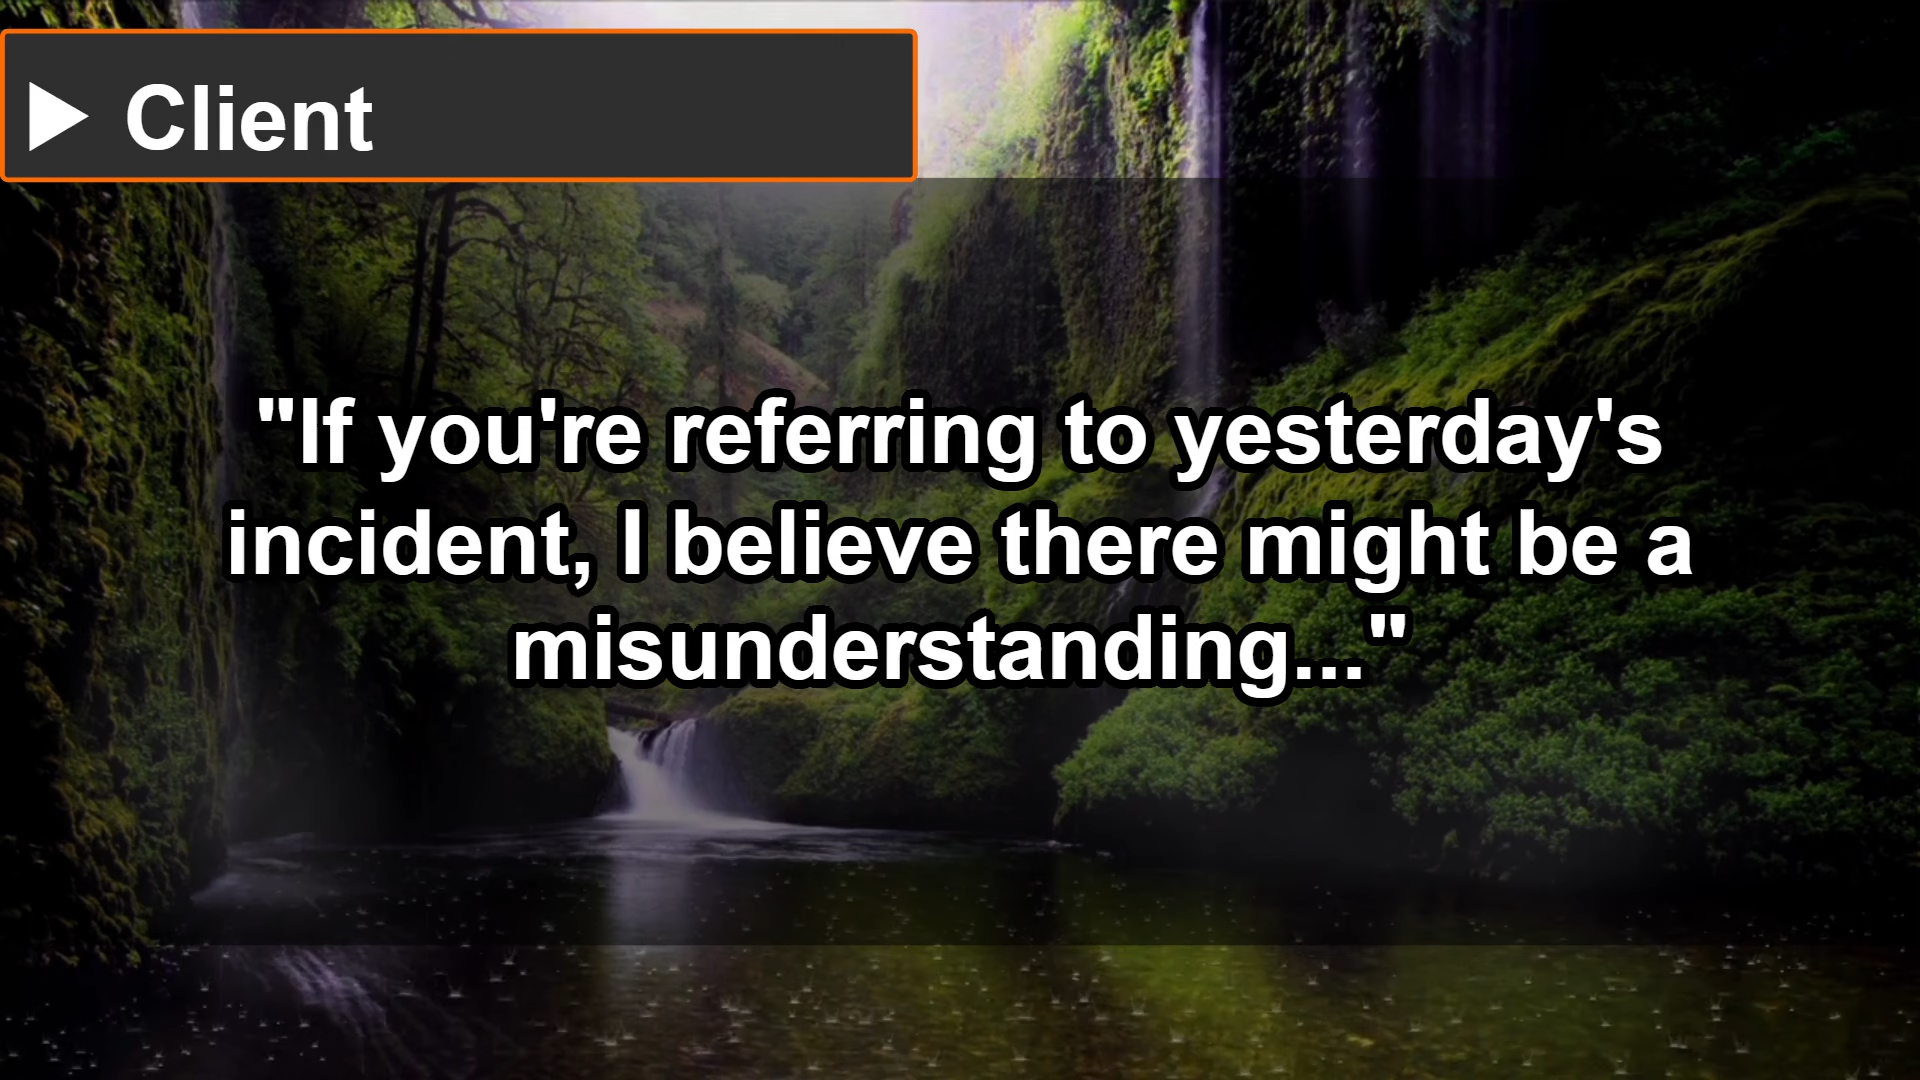 Client
"If you're referring to yesterday's
incident, I believe there might be a
misunderstanding..."